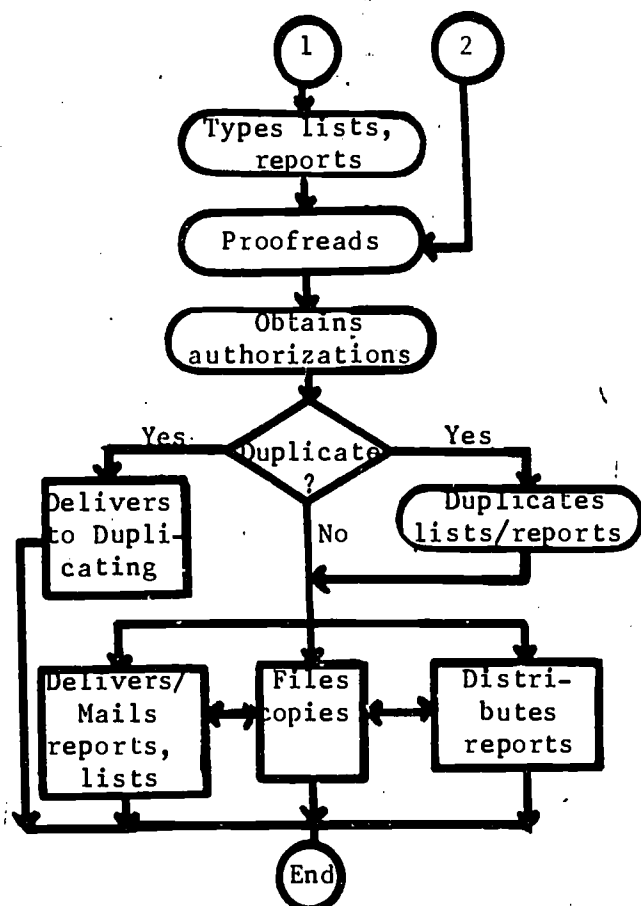 1
2
Types lists,
reports
Proofreads
Obtains
authorizations
Yes
Duplicate
?
Yes
Delivers
to Dupli-
cating
No
Duplicates
lists/reports
Delivers/
Mails
reports,
lists
Files
copies
Distri-
butes
reports
End